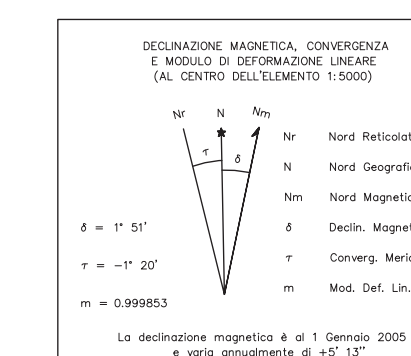 DECLINAZIONE MAGNETICA, CONVERGENZA
E MODULO DI DEFORMAZIONE LINEARE
(AL CENTRO DELL'ELEMENTO 1:5000)
Nr N Nm
τ δ
Nr Nord Reticolat
N Nord Geografi
Nm Nord Magnetic
δ Declin. Magnet
τ Converg. Meric
m Mod. Def. Lin.
δ = 1° 51'
τ = -1° 20'
m = 0.999853
La declinazione magnetica è al 1 Gennaio 2005
e varia annualmente di +5' 13"